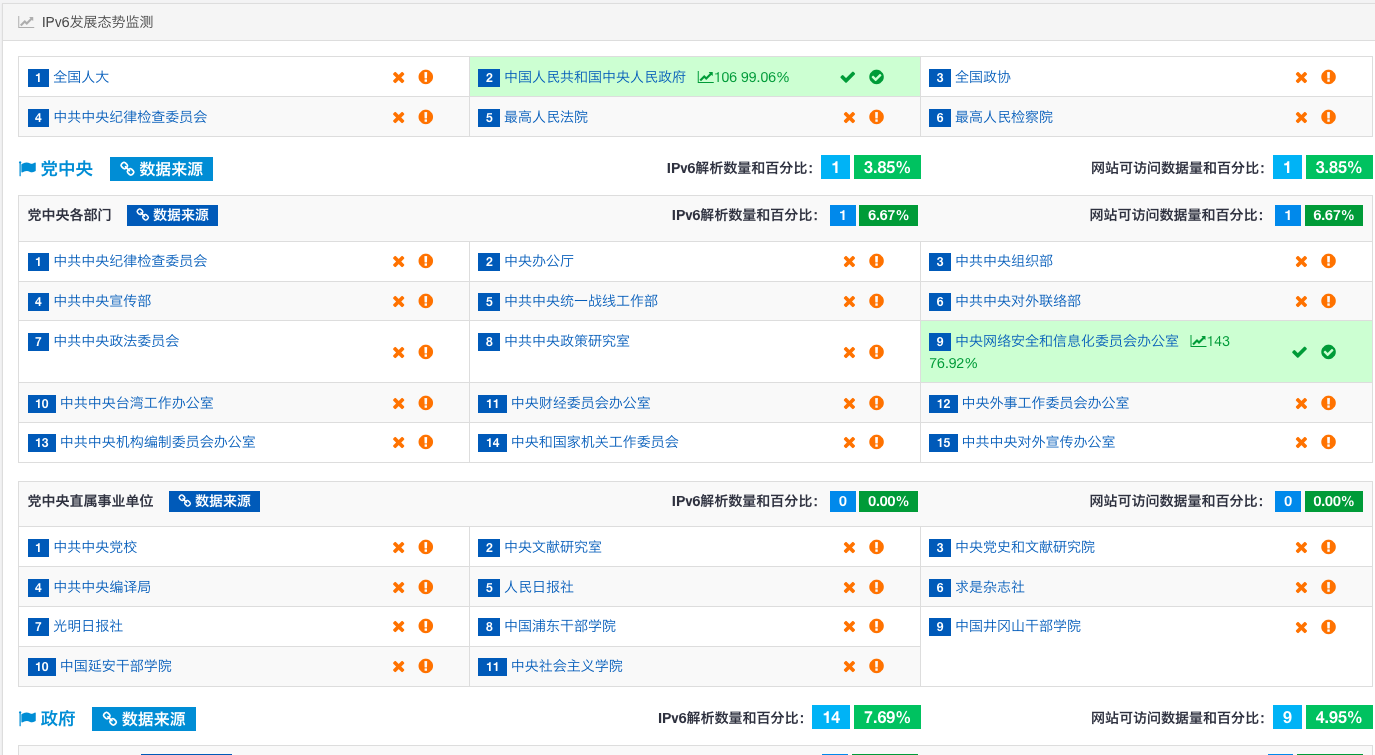 IPv6发展态势监测
1 全国人大 2 中国人民共和国中央人民政府 106 99.06% 3 全国政协
4 中共中央纪律检查委员会 5 最高人民法院 6 最高人民检察院
党中央 数据来源 IPv6解析数量和百分比： 1 3.85% 网站可访问数据量和百分比： 1 3.85%
党中央各部门 数据来源 IPv6解析数量和百分比： 1 6.67% 网站可访问数据量和百分比： 1 6.67%
1 中共中央纪律检查委员会 2 中央办公厅 3 中共中央组织部
4 中共中央宣传部 5 中共中央统一战线工作部 6 中共中央对外联络部
7 中共中央政法委员会 8 中共中央政策研究室 9 中央网络安全和信息化委员会办公室 143
76.92%
10 中共中央台湾工作办公室 11 中央财经委员会办公室 12 中央外事工作委员会办公室
13 中共中央机构编制委员会办公室 14 中央和国家机关工作委员会 15 中共中央对外宣传办公室
党中央直属事业单位 数据来源 IPv6解析数量和百分比： 0 0.00% 网站可访问数据量和百分比： 0 0.00%
1 中共中央党校 2 中央文献研究室 3 中央党史和文献研究院
4 中共中央编译局 5 人民日报社 6 求是杂志社
7 光明日报社 8 中国浦东干部学院 9 中国井冈山干部学院
10 中国延安干部学院 11 中央社会主义学院
政府 数据来源 IPv6解析数量和百分比： 14 7.69% 网站可访问数据量和百分比： 9 4.95%